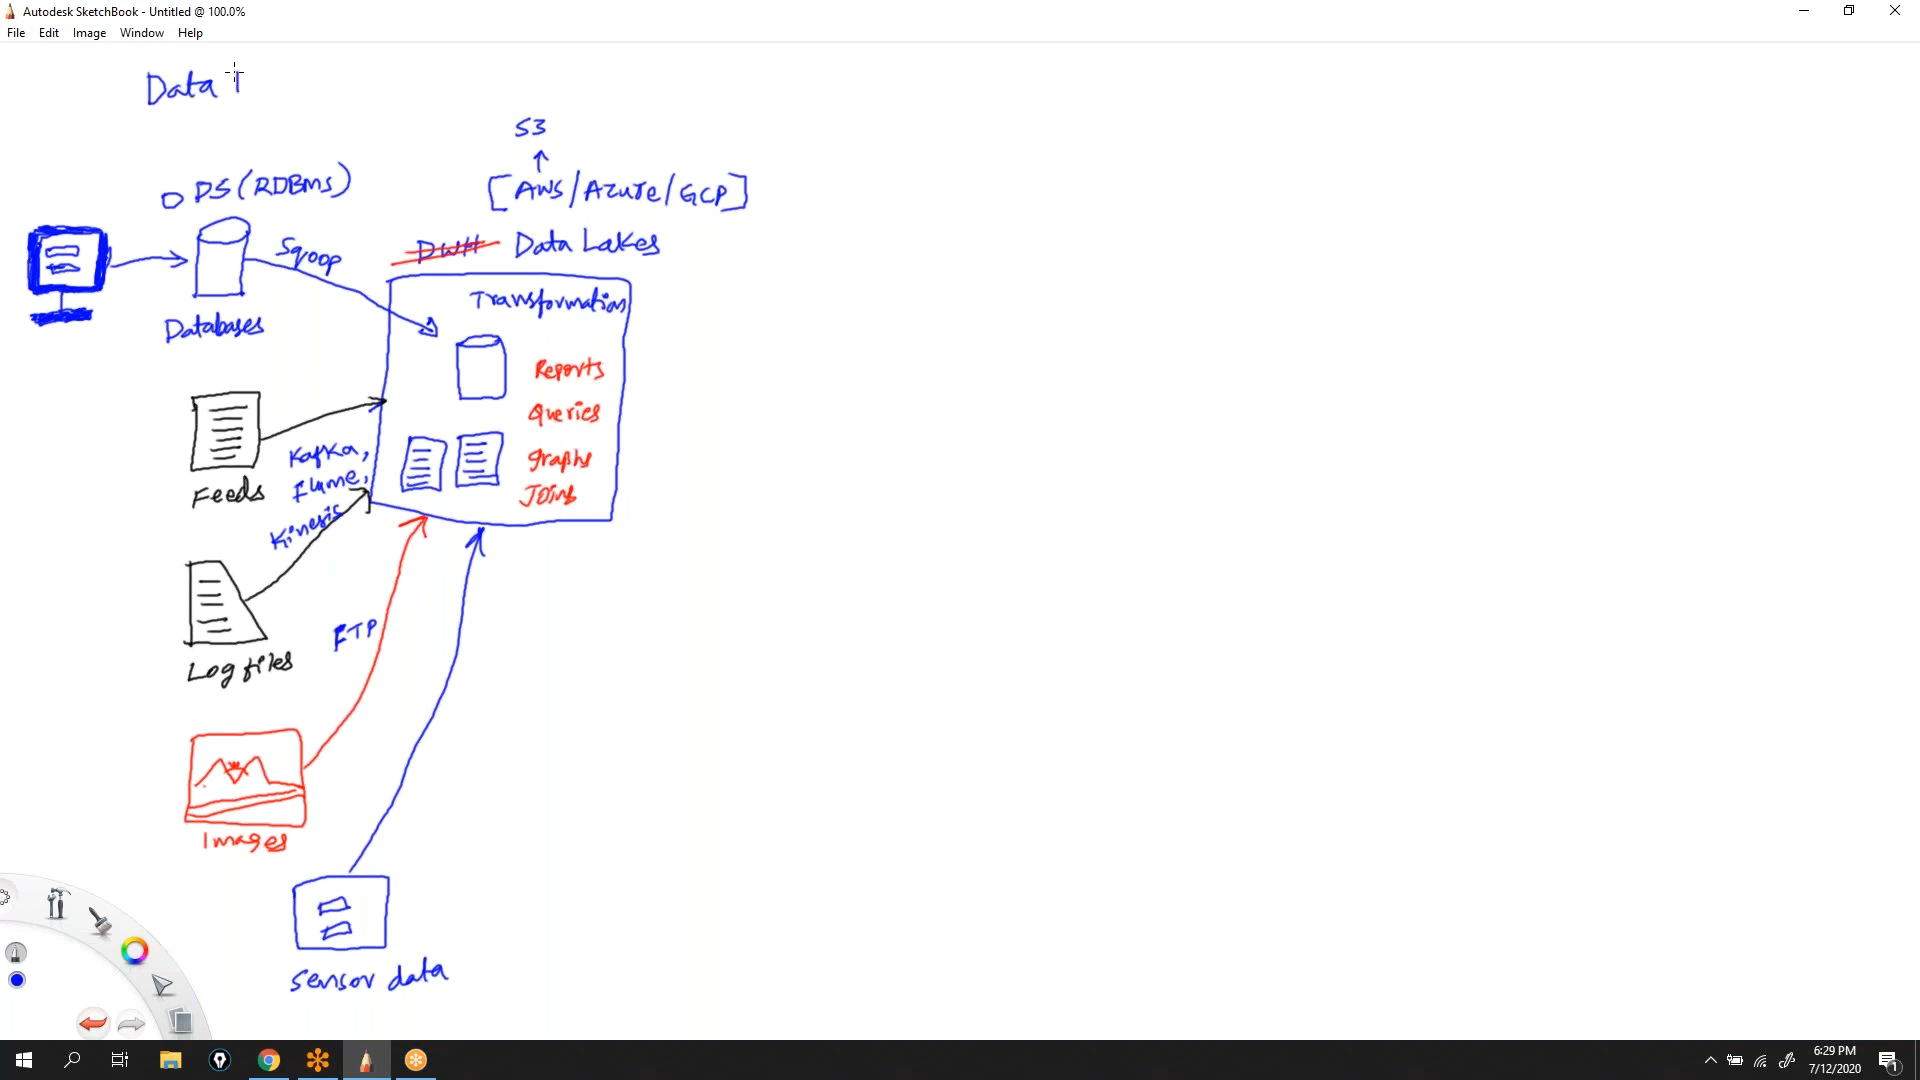 Autodesk SketchBook - Untitled @ 100.0%
File Edit Image Window Help
Data
S3
ODS (RDBMS)
[AWS/Azure/GCP]
Sqoop
DWH Data Lakes
Transformation
Databases
Reports
Queries
Kafka,
graphs
Flume,
Feeds
Joins
Kinesis
FTP
Log files
Images
Sensor data
6:29 PM
7/12/2020
1